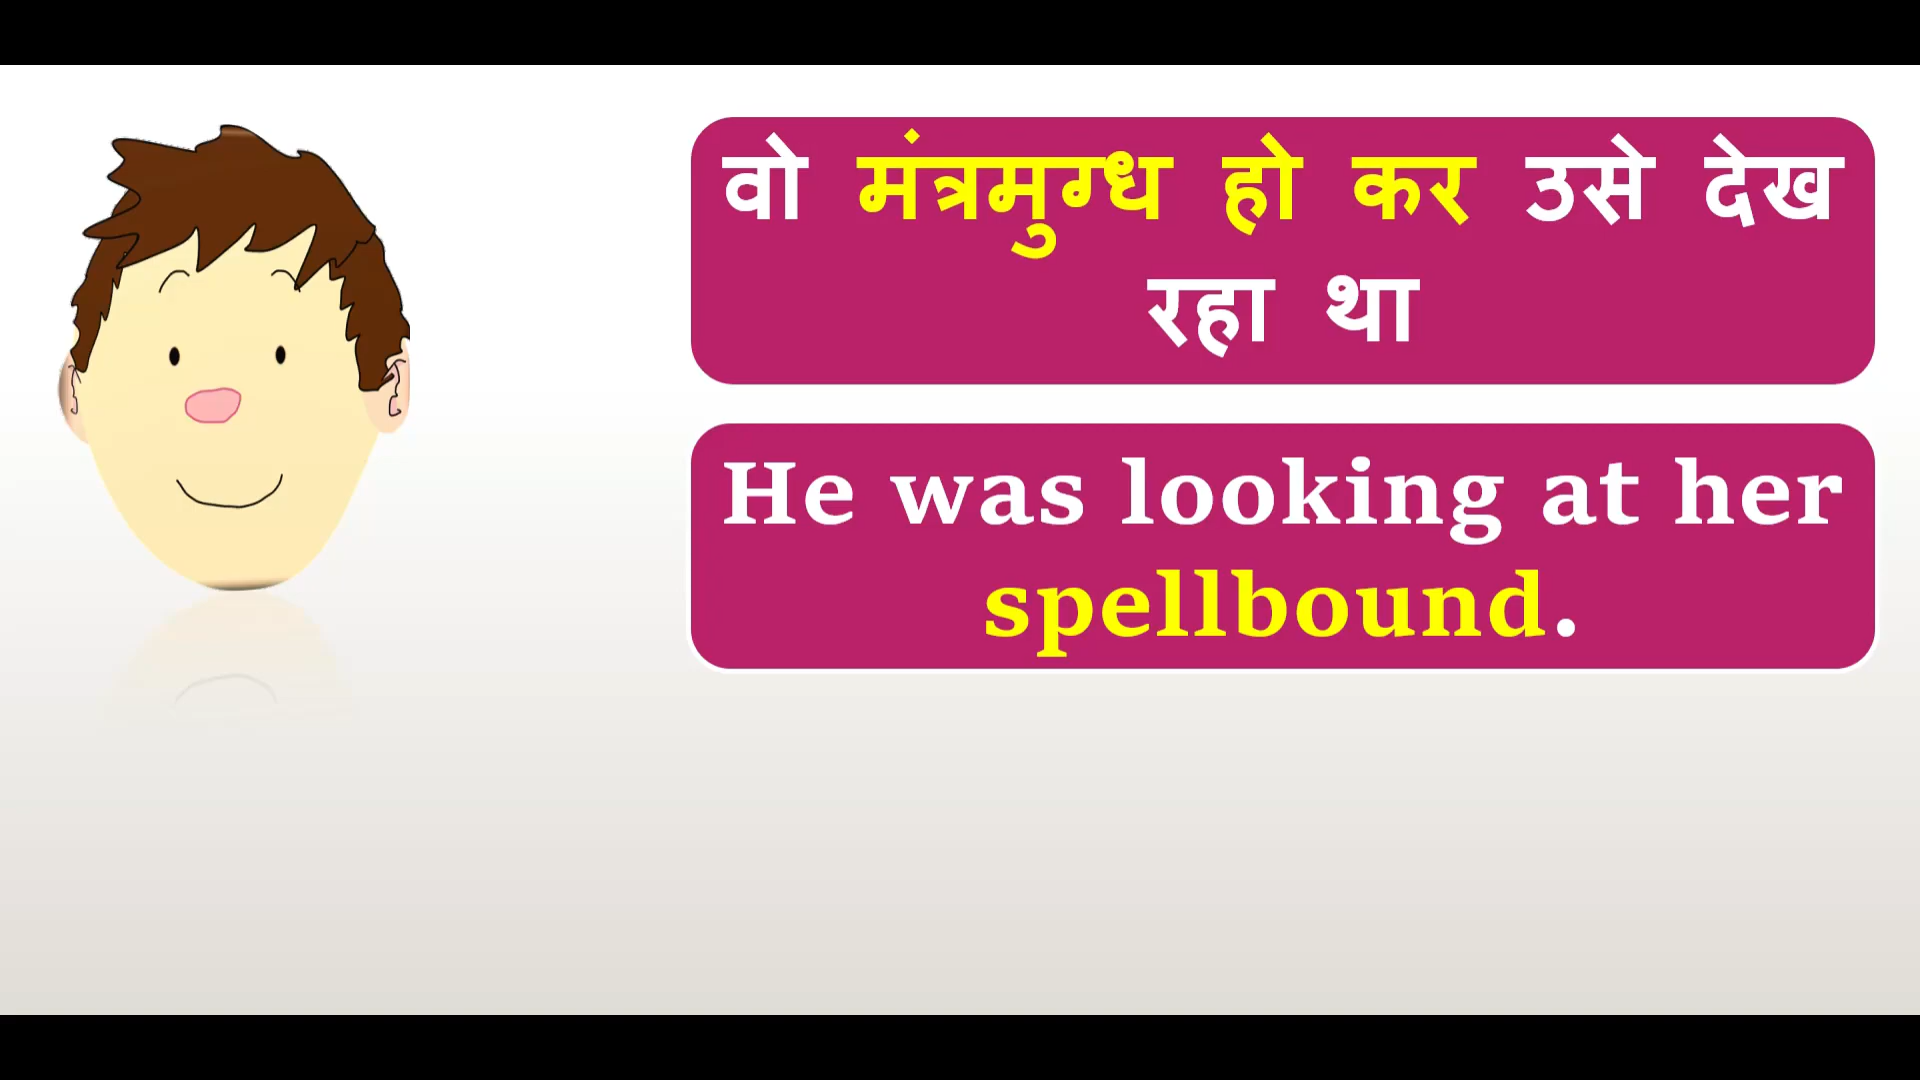 वो मंत्रमुग्ध हो कर उसे देख
रहा था
He was looking at her
spellbound.